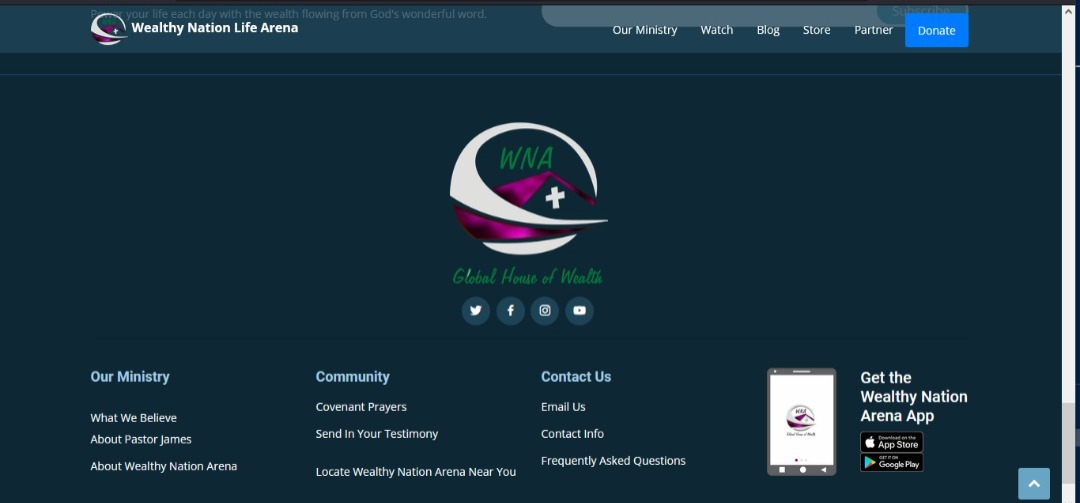 Power your life each day with the wealth flowing from God's wonderful word.
Subscribe
Wealthy Nation Life Arena
Our Ministry Watch Blog Store Partner Donate
WNA
Global House of Wealth
Our Ministry
What We Believe
About Pastor James
About Wealthy Nation Arena
Community
Covenant Prayers
Send In Your Testimony
Locate Wealthy Nation Arena Near You
Contact Us
Email Us
Contact Info
Frequently Asked Questions
WNA
Global House of Wealth
Get the
Wealthy Nation
Arena App
Download on the
App Store
GET IT ON
Google Play